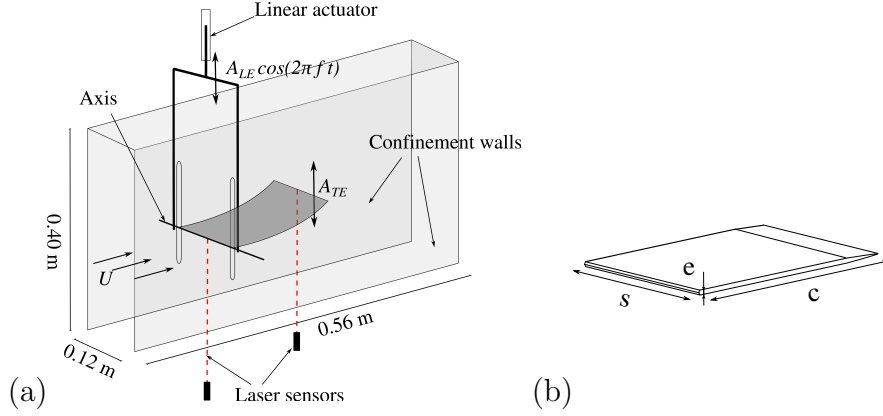 Linear actuator
A_LE cos(2π f t)
Axis
Confinement walls
A_TE
0.40 m
U
0.56 m
0.12 m
Laser sensors
(a)
e
s
c
(b)